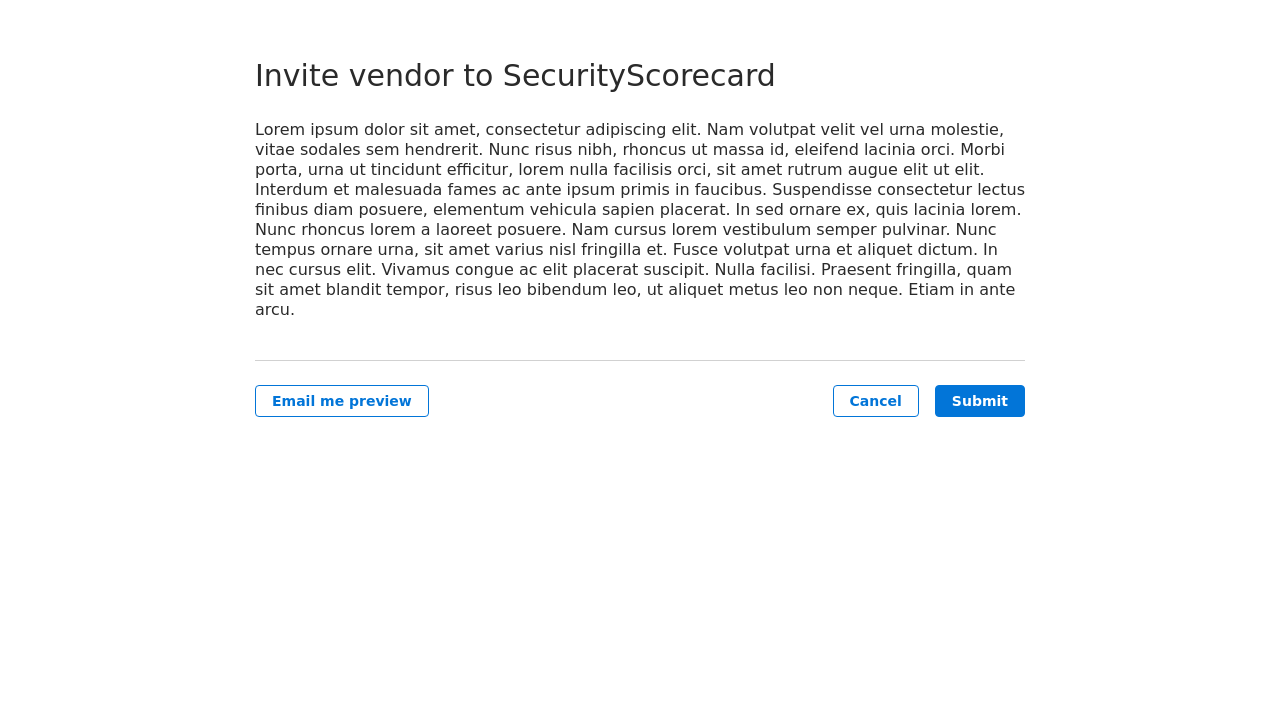 Invite vendor to SecurityScorecard
Lorem ipsum dolor sit amet, consectetur adipiscing elit. Nam volutpat velit vel urna molestie,
vitae sodales sem hendrerit. Nunc risus nibh, rhoncus ut massa id, eleifend lacinia orci. Morbi
porta, urna ut tincidunt efficitur, lorem nulla facilisis orci, sit amet rutrum augue elit ut elit.
Interdum et malesuada fames ac ante ipsum primis in faucibus. Suspendisse consectetur lectus
finibus diam posuere, elementum vehicula sapien placerat. In sed ornare ex, quis lacinia lorem.
Nunc rhoncus lorem a laoreet posuere. Nam cursus lorem vestibulum semper pulvinar. Nunc
tempus ornare urna, sit amet varius nisl fringilla et. Fusce volutpat urna et aliquet dictum. In
nec cursus elit. Vivamus congue ac elit placerat suscipit. Nulla facilisi. Praesent fringilla, quam
sit amet blandit tempor, risus leo bibendum leo, ut aliquet metus leo non neque. Etiam in ante
arcu.
Email me preview
Cancel
Submit